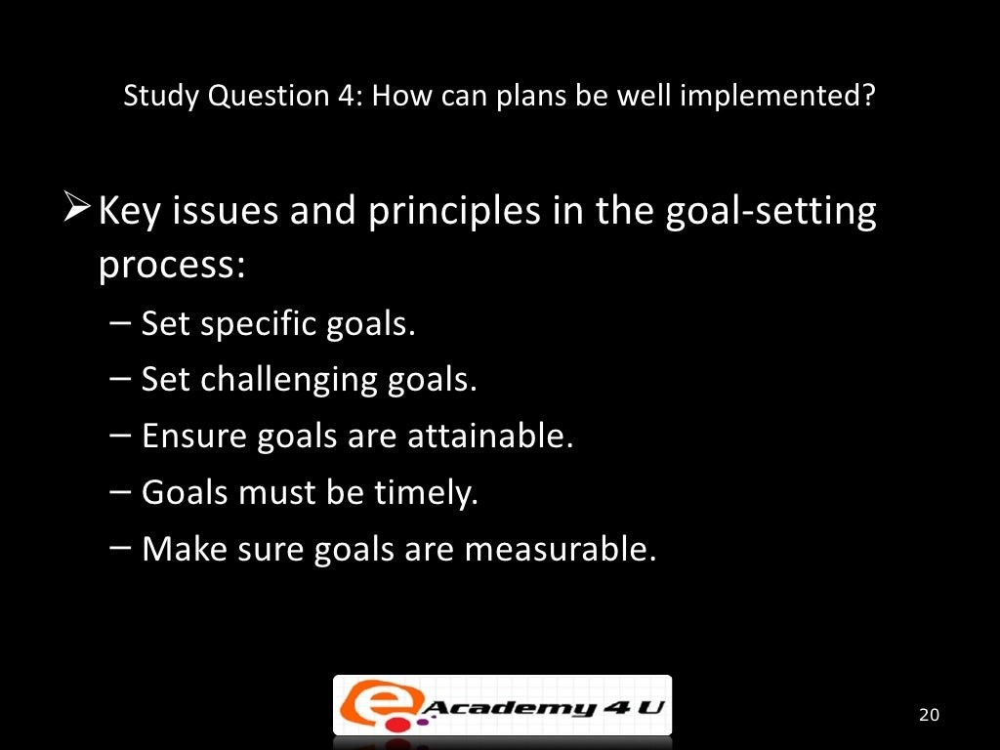 Study Question 4: How can plans be well implemented?
➢ Key issues and principles in the goal-setting
process:
– Set specific goals.
– Set challenging goals.
– Ensure goals are attainable.
– Goals must be timely.
– Make sure goals are measurable.
e Academy 4 U
20